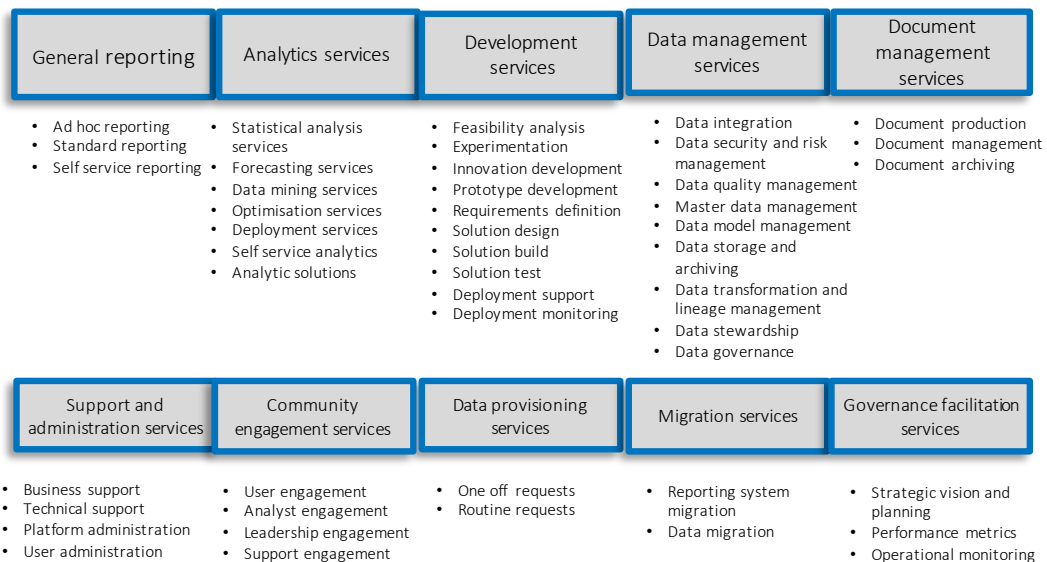 General reporting
• Ad hoc reporting
• Standard reporting
• Self service reporting
Analytics services
• Statistical analysis
services
• Forecasting services
• Data mining services
• Optimisation services
• Deployment services
• Self service analytics
• Analytic solutions
Development
services
• Feasibility analysis
• Experimentation
• Innovation development
• Prototype development
• Requirements definition
• Solution design
• Solution build
• Solution test
• Deployment support
• Deployment monitoring
Data management
services
• Data integration
• Data security and risk
management
• Data quality management
• Master data management
• Data model management
• Data storage and
archiving
• Data transformation and
lineage management
• Data stewardship
• Data governance
Document
management
services
• Document production
• Document management
• Document archiving
Support and
administration services
• Business support
• Technical support
• Platform administration
• User administration
Community
engagement services
• User engagement
• Analyst engagement
• Leadership engagement
• Support engagement
Data provisioning
services
• One off requests
• Routine requests
Migration services
• Reporting system
migration
• Data migration
Governance facilitation
services
• Strategic vision and
planning
• Performance metrics
• Operational monitoring